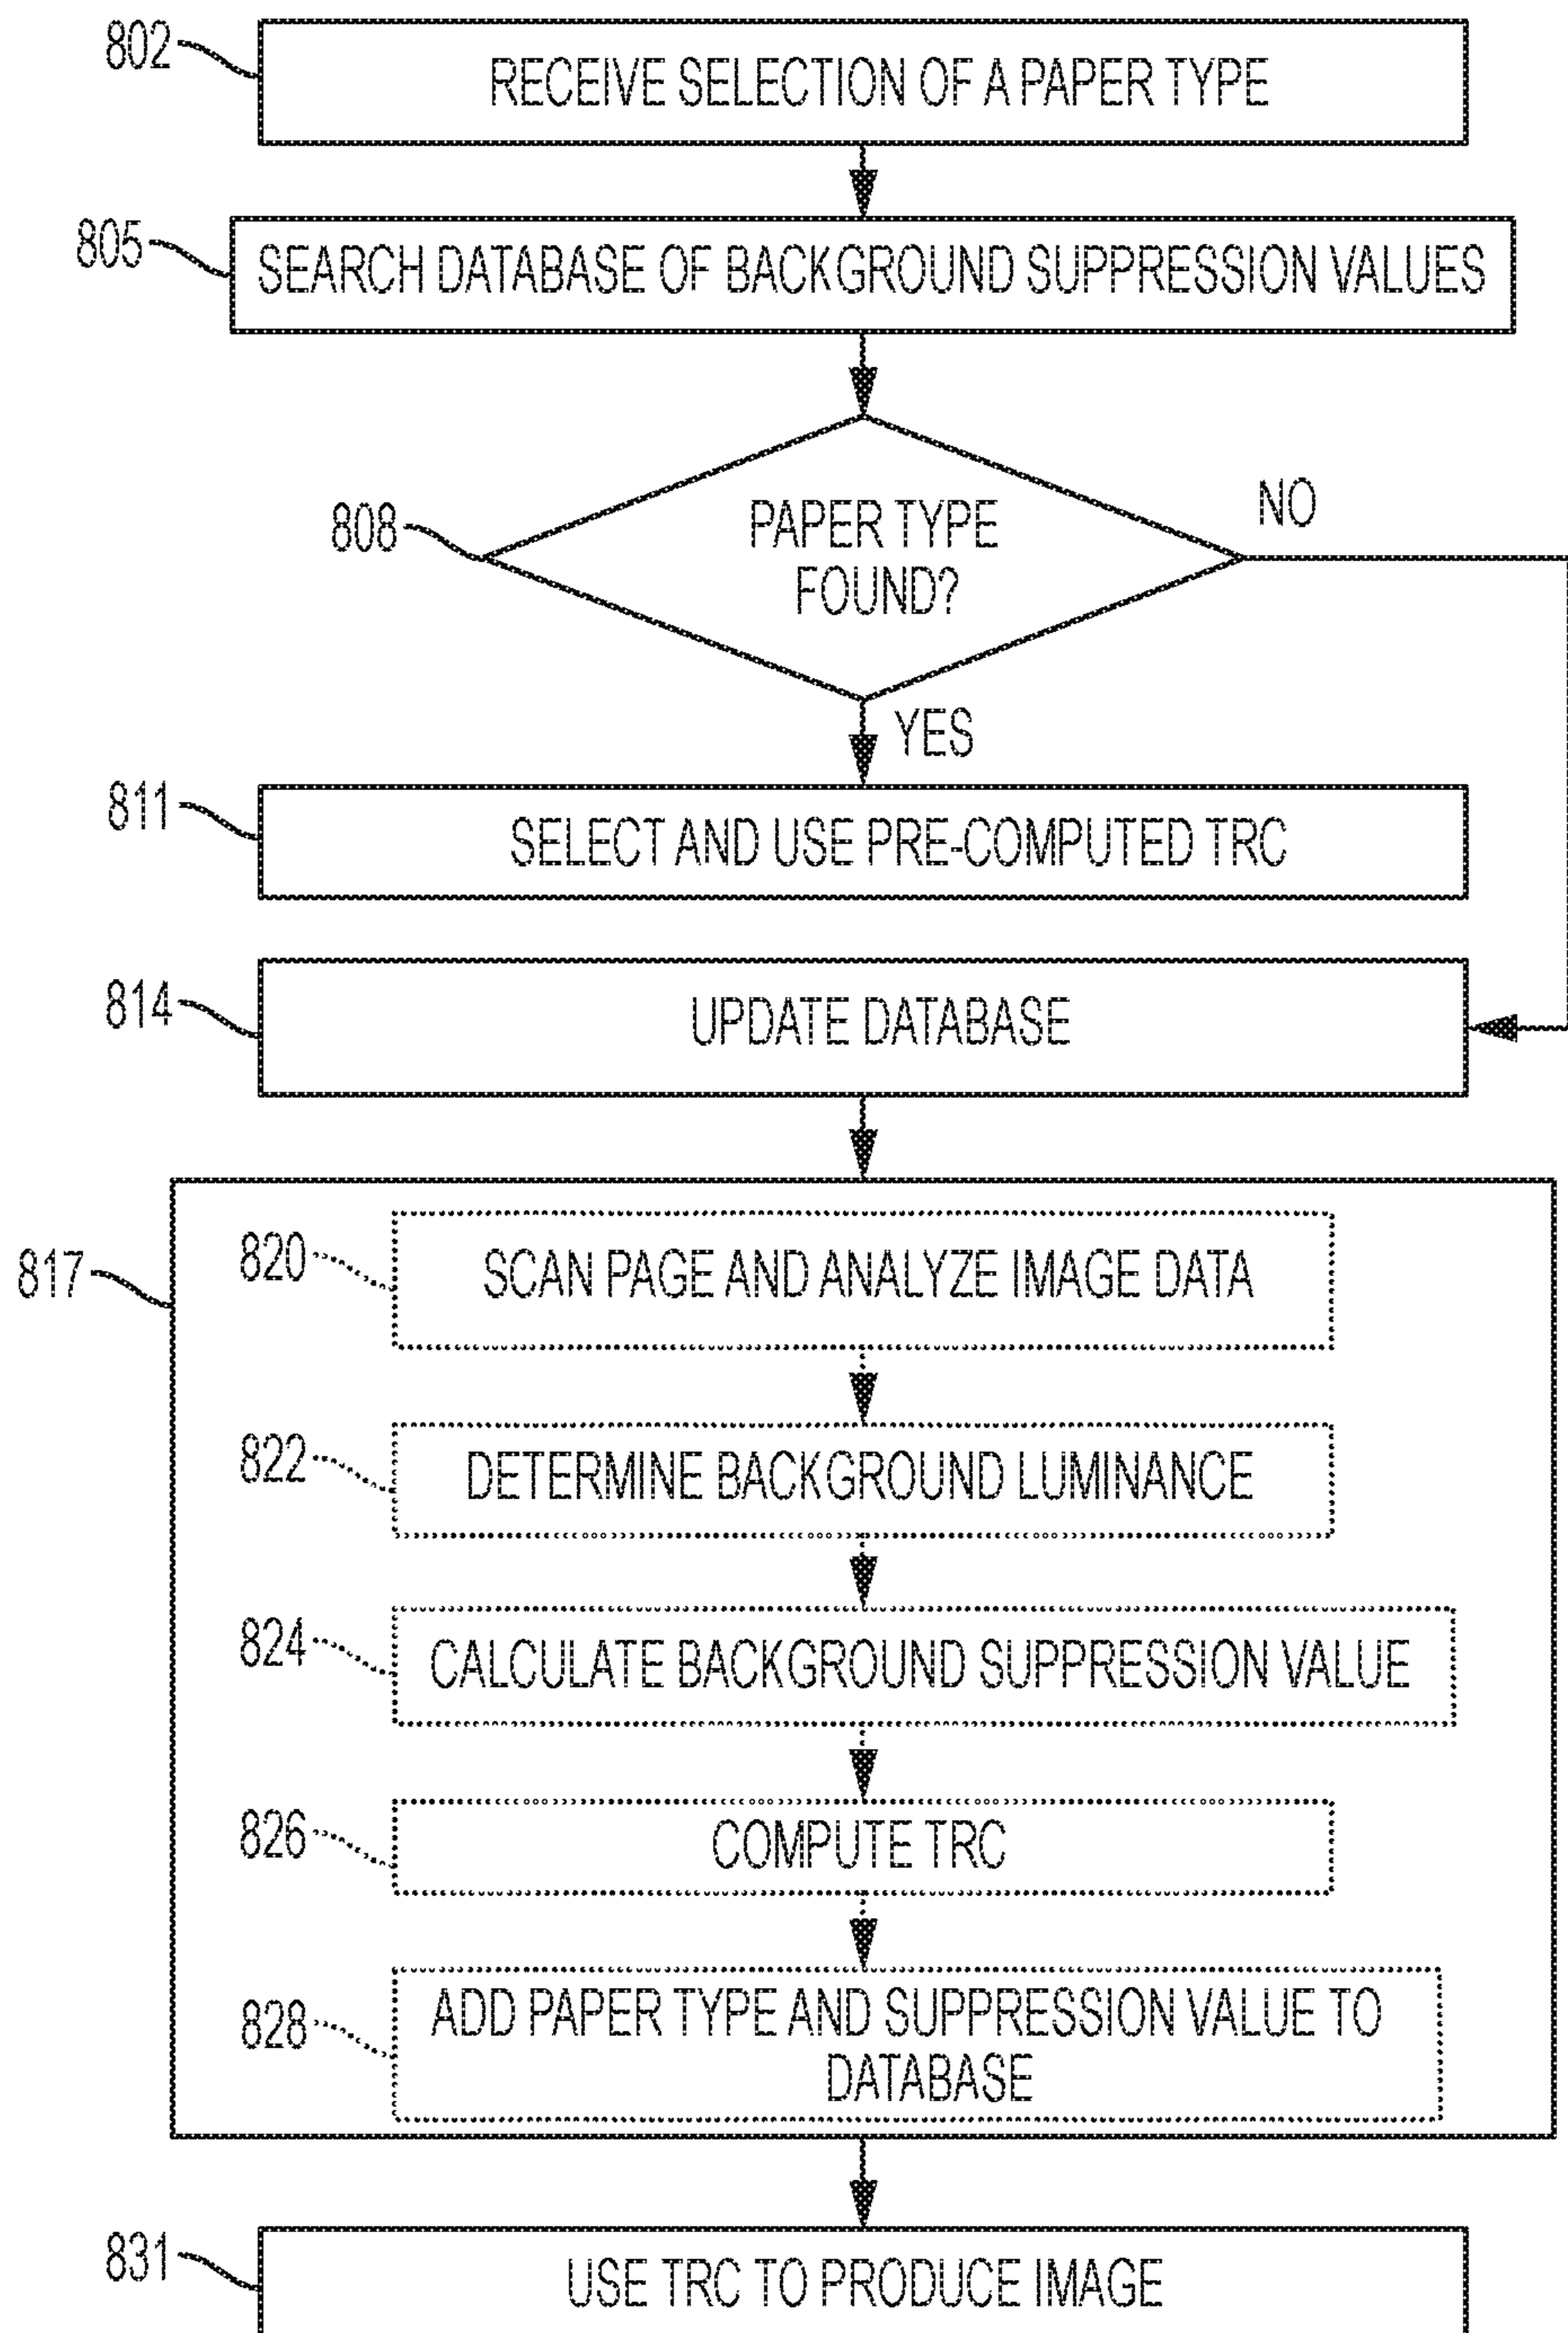 802
RECEIVE SELECTION OF A PAPER TYPE
805
SEARCH DATABASE OF BACKGROUND SUPPRESSION VALUES
808
PAPER TYPE
FOUND?
NO
YES
811
SELECT AND USE PRE-COMPUTED TRC
814
UPDATE DATABASE
817
820
SCAN PAGE AND ANALYZE IMAGE DATA
822
DETERMINE BACKGROUND LUMINANCE
824
CALCULATE BACKGROUND SUPPRESSION VALUE
826
COMPUTE TRC
828
ADD PAPER TYPE AND SUPPRESSION VALUE TO
DATABASE
831
USE TRC TO PRODUCE IMAGE